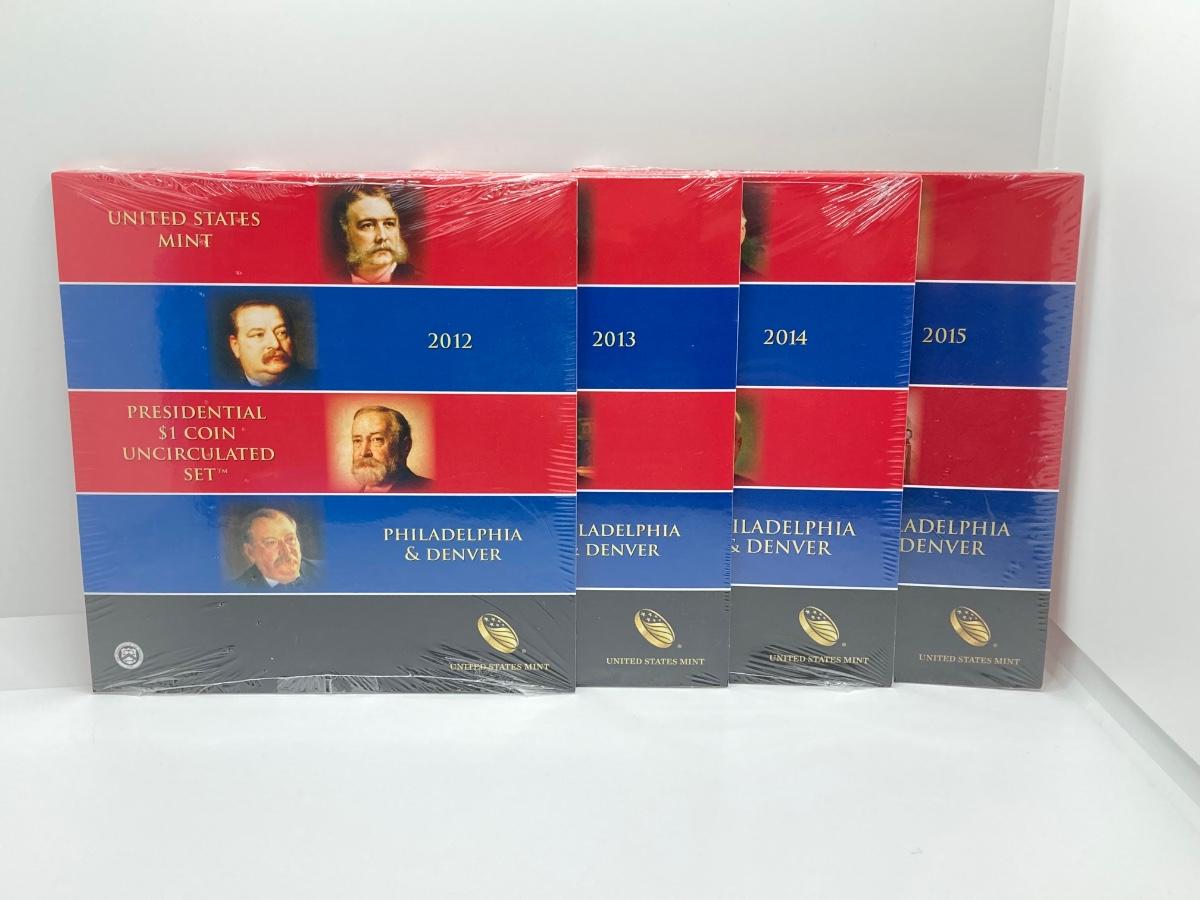 UNITED STATES
MINT
2012
PRESIDENTIAL
$1 COIN
UNCIRCULATED
SET™
PHILADELPHIA
& DENVER
UNITED STATES MINT
2013
LADELPHIA
& DENVER
UNITED STATES MINT
2014
ILADELPHIA
& DENVER
UNITED STATES MINT
2015
ADELPHIA
DENVER
UNITED STATES MINT